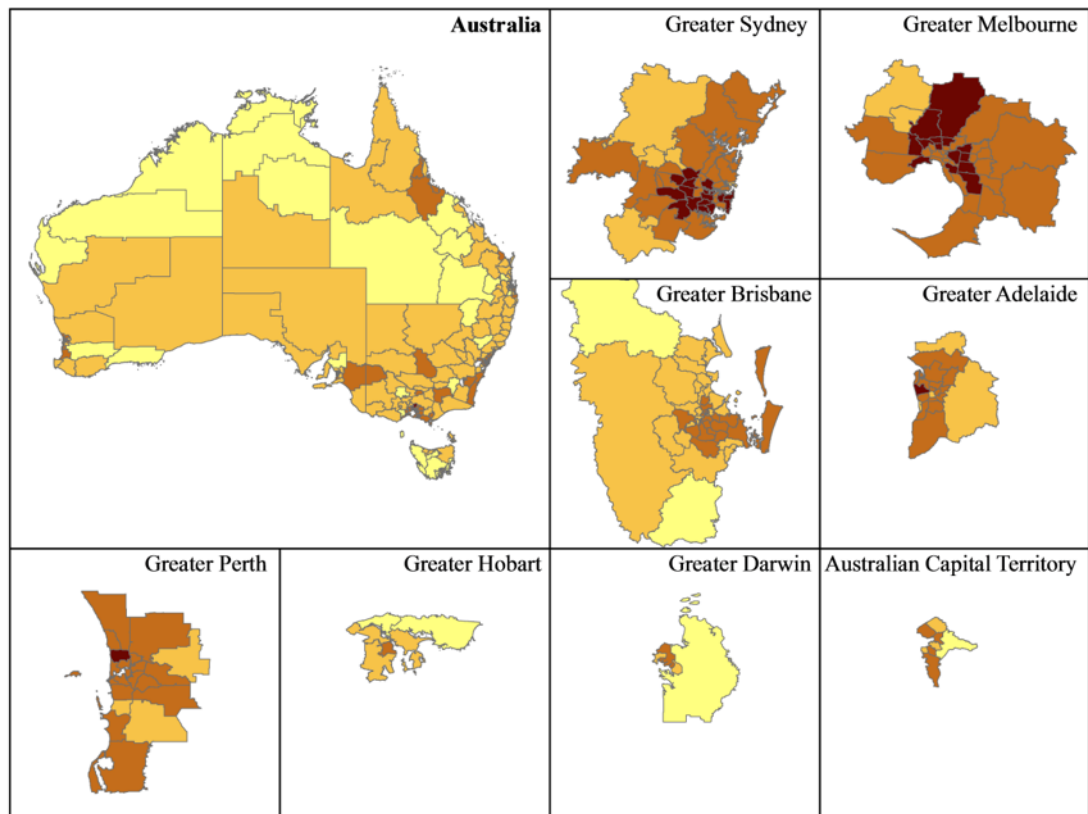 Australia
Greater Sydney
Greater Melbourne
Greater Brisbane
Greater Adelaide
Greater Perth
Greater Hobart
Greater Darwin
Australian Capital Territory